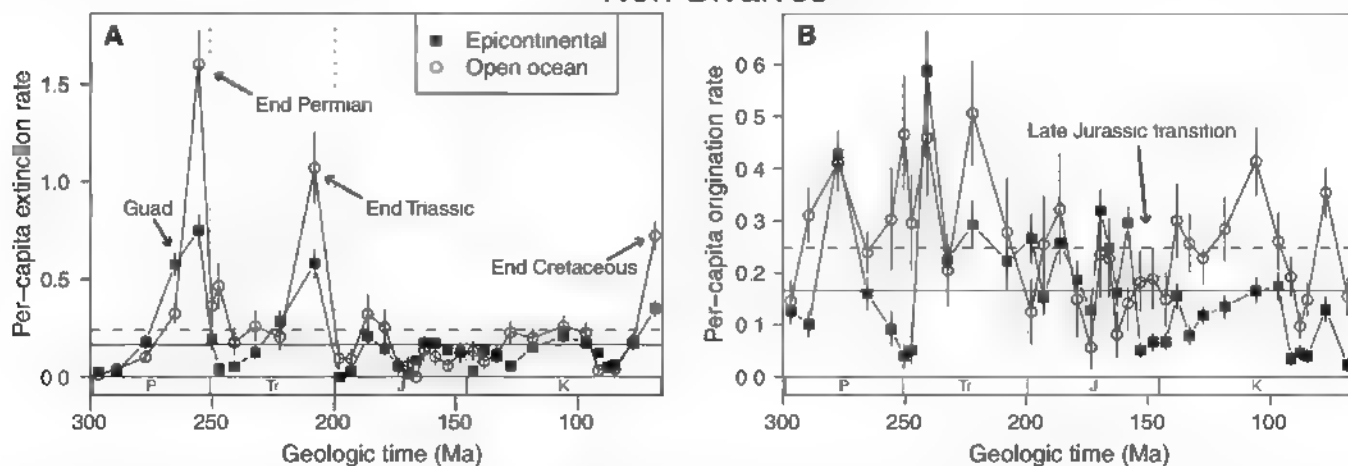 A
Epicontinental
Open ocean
End Permian
Guad
End Triassic
End Cretaceous
Per-capita extinction rate
1.5
1.0
0.5
0 0
P Tr J K
300 250 200 150 100
Geologic time (Ma)
B
Late Jurassic transition
Per-capita origination rate
0 6
0 5
0 4
0 3
0 2
0 1
0 0
P Tr J K
300 250 200 150 100
Geologic time (Ma)